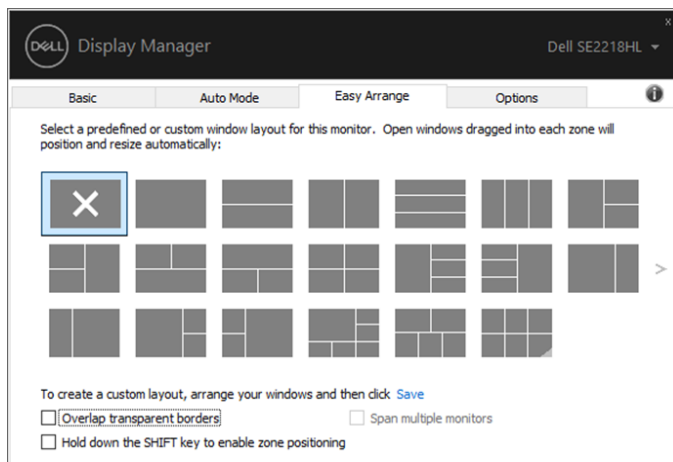 DELL Display Manager
Dell SE2218HL
x
Basic
Auto Mode
Easy Arrange
Options
i
Select a predefined or custom window layout for this monitor. Open windows dragged into each zone will
position and resize automatically:
>
To create a custom layout, arrange your windows and then click Save
Overlap transparent borders
Span multiple monitors
Hold down the SHIFT key to enable zone positioning